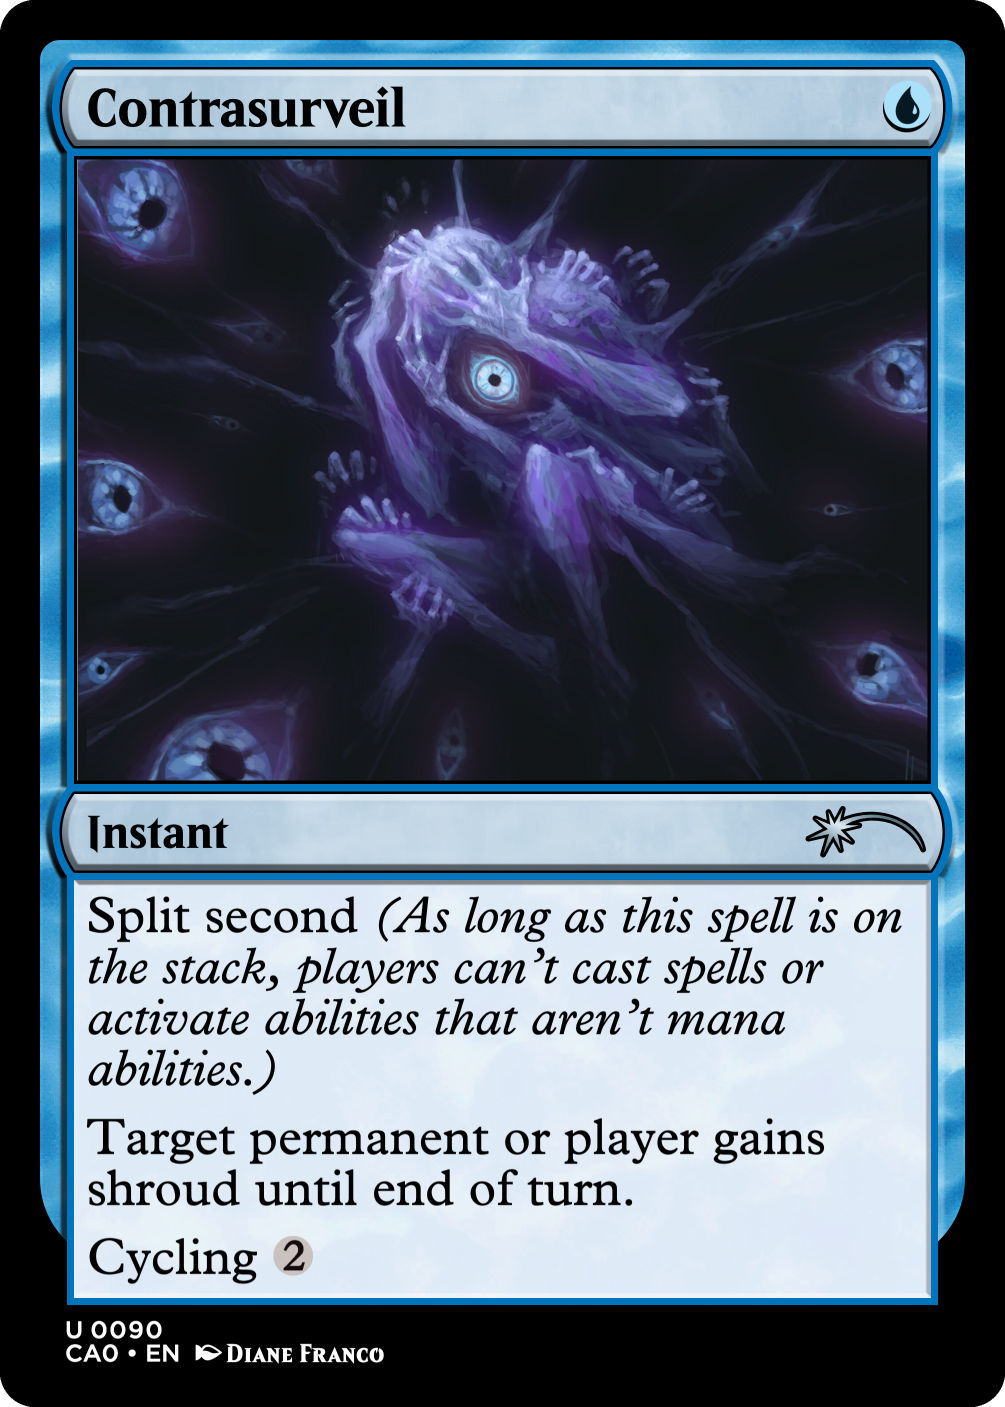 Contrasurveil
Instant
Split second (As long as this spell is on
the stack, players can’t cast spells or
activate abilities that aren’t mana
abilities.)
Target permanent or player gains
shroud until end of turn.
Cycling 2
U 0090
CAO • EN Diane Franco